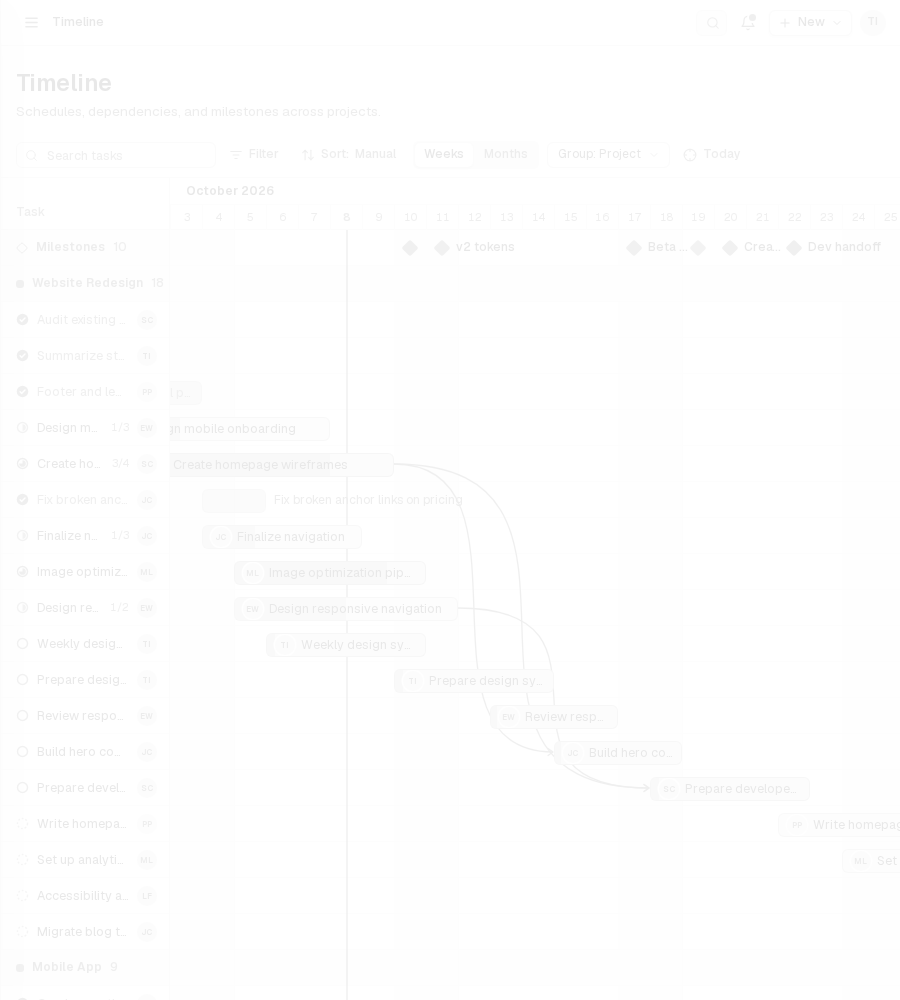 Timeline
New
TI
Timeline
Schedules, dependencies, and milestones across projects.
Search tasks
Filter
Sort: Manual
Weeks
Months
Group: Project
Today
October 2026
Task
3 4 5 6 7 8 9 10 11 12 13 14 15 16 17 18 19 20 21 22 23 24 25
Milestones 10
v2 tokens
Beta ...
Crea...
Dev handoff
Website Redesign 18
Audit existing ... SC
Summarize st... TI
Footer and le... PP
Design m... 1/3 EW
gn mobile onboarding
Create ho... 3/4 SC
Create homepage wireframes
Fix broken anc... JC
Fix broken anchor links on pricing
Finalize n... 1/3 JC
JC Finalize navigation
Image optimiz... ML
ML Image optimization pip...
Design re... 1/2 EW
EW Design responsive navigation
Weekly desig... TI
TI Weekly design sy...
Prepare desig... TI
TI Prepare design sy...
Review respo... EW
EW Review resp...
Build hero co... JC
JC Build hero co...
Prepare devel... SC
SC Prepare develope...
Write homepa... PP
PP Write homepag
Set up analyti... ML
ML Set
Accessibility a...
Migrate blog t... JC
Mobile App 9